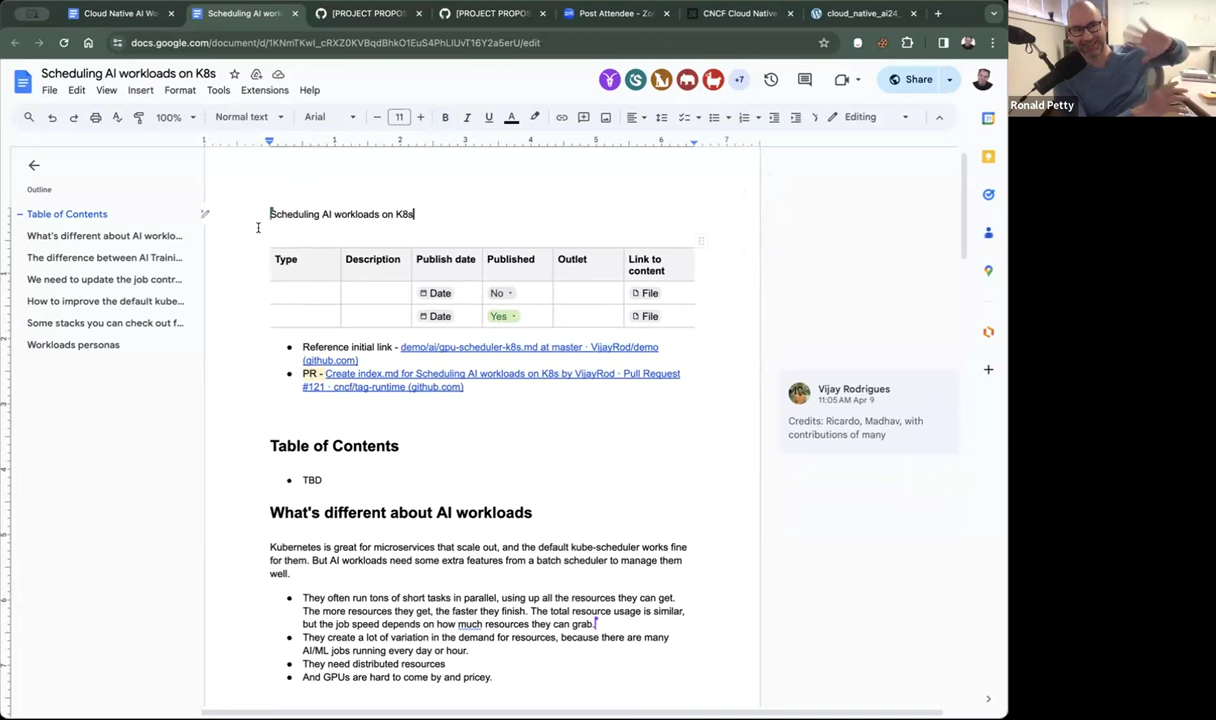 Cloud Native AI Wo
Scheduling AI work
[PROJECT PROPOS
[PROJECT PROPOS
Post Attendee - Zo
CNCF Cloud Native
cloud_native_ai24_
docs.google.com/document/d/1KNmTKwI_cRXZ0KVBqdBhkO1EuS4PhLlUvT16Y2a5erU/edit
Ronald Petty
Scheduling AI workloads on K8s
File Edit View Insert Format Tools Extensions Help
+7
Share
100% Normal text Arial 11 B I U A Editing
1 1 2 3 4 5 6 7
Outline
Table of Contents
What's different about AI worklo...
The difference between AI Traini...
We need to update the job contr...
How to improve the default kube...
Some stacks you can check out f...
Workloads personas
Scheduling AI workloads on K8s
Type Description Publish date Published Outlet Link to content
Date No File
Date Yes File
Reference initial link - demo/ai/gpu-scheduler-k8s.md at master · VijayRod/demo
(github.com)
PR - Create index.md for Scheduling AI workloads on K8s by VijayRod · Pull Request
#121 · cncf/tag-runtime (github.com)
Vijay Rodrigues
11:05 AM Apr 9
Credits: Ricardo, Madhav, with
contributions of many
Table of Contents
TBD
What's different about AI workloads
Kubernetes is great for microservices that scale out, and the default kube-scheduler works fine
for them. But AI workloads need some extra features from a batch scheduler to manage them
well.
They often run tons of short tasks in parallel, using up all the resources they can get.
The more resources they get, the faster they finish. The total resource usage is similar,
but the job speed depends on how much resources they can grab.
They create a lot of variation in the demand for resources, because there are many
AI/ML jobs running every day or hour.
They need distributed resources
And GPUs are hard to come by and pricey.